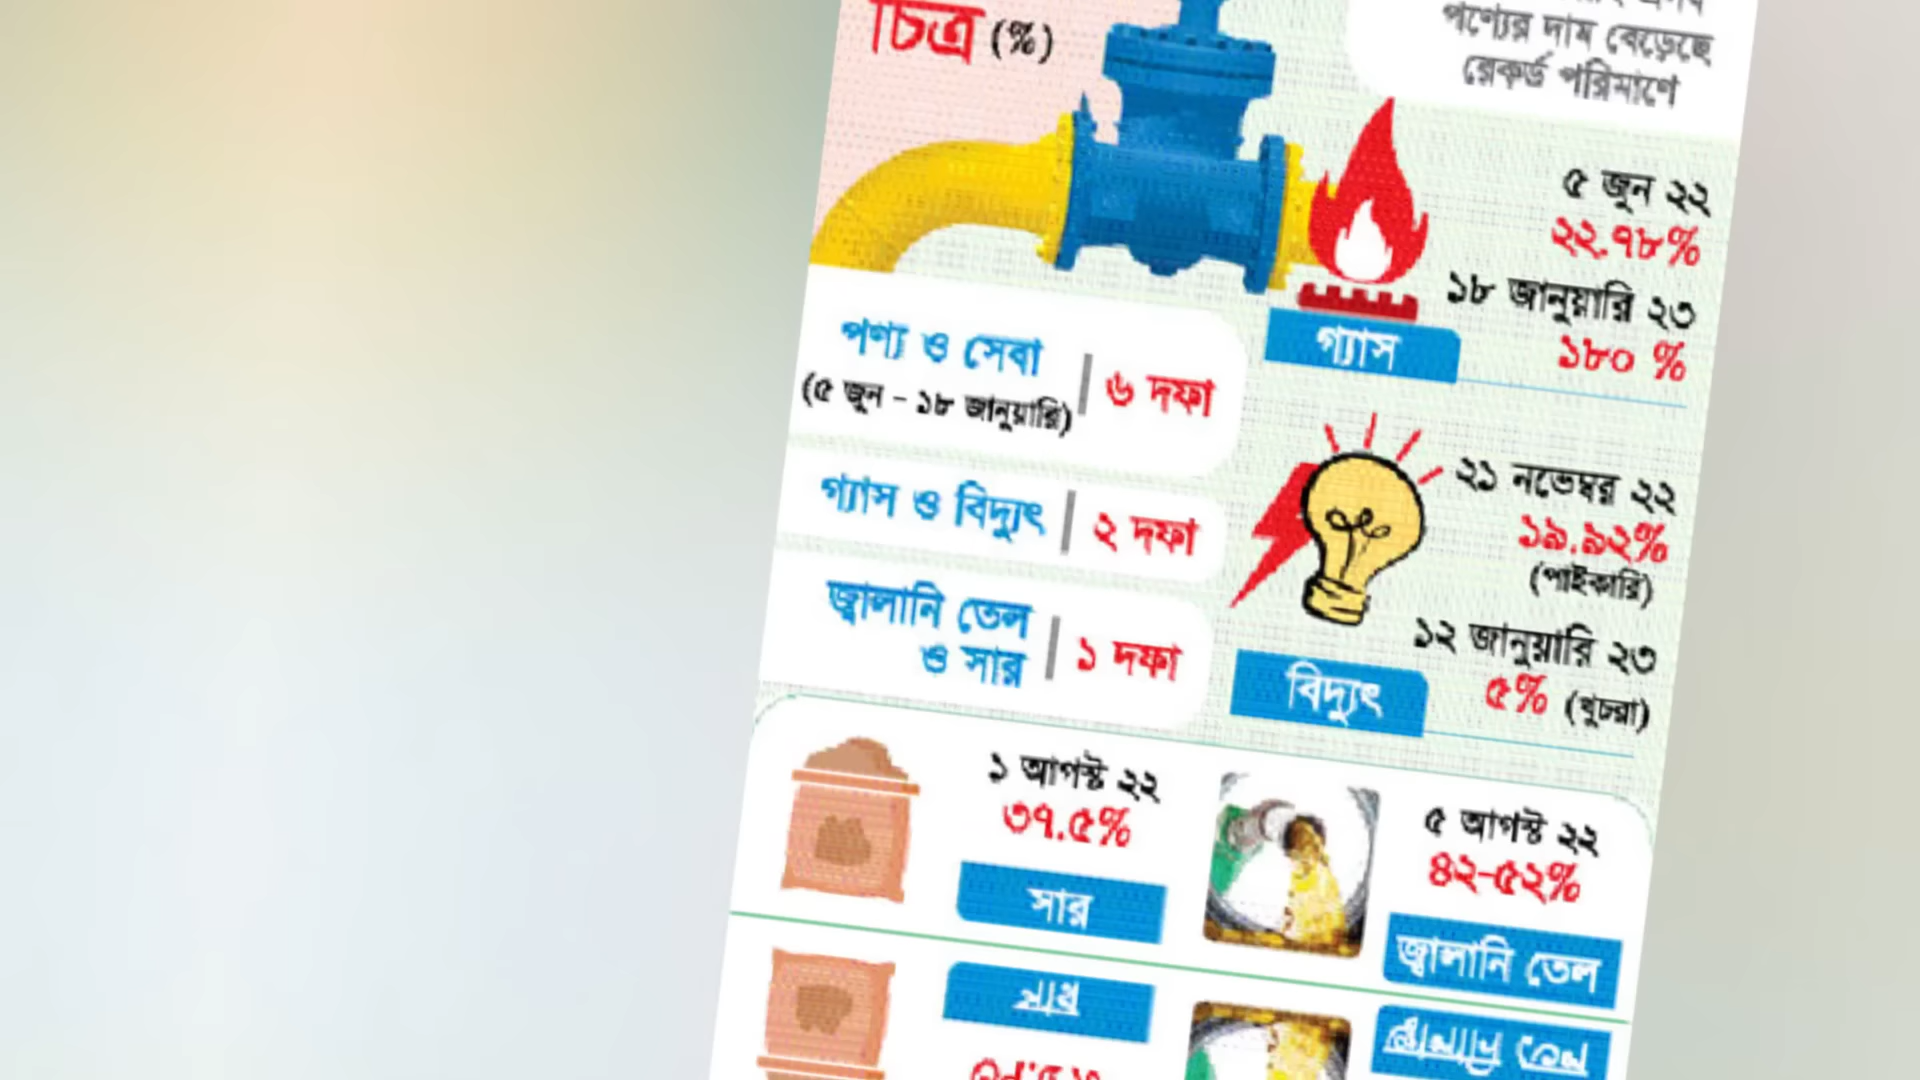 চিত্র (%)
পণ্যের দাম বেড়েছে
রেকর্ড পরিমাণে
৫ জুন ২২
২২.৭৮%
১৮ জানুয়ারি ২৩
১৮০ %
গ্যাস
পণ্য ও সেবা
(৫ জুন - ১৮ জানুয়ারি)
৬ দফা
গ্যাস ও বিদ্যুৎ
২ দফা
জ্বালানি তেল
ও সার
১ দফা
২১ নভেম্বর ২২
১৯.৯২%
(পাইকারি)
১২ জানুয়ারি ২৩
৫% (খুচরা)
বিদ্যুৎ
১ আগস্ট ২২
৩৭.৫%
সার
৫ আগস্ট ২২
৪২-৫২%
জ্বালানি তেল